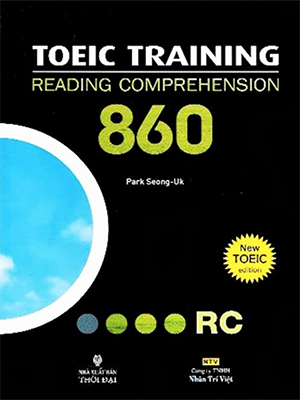 TOEIC TRAINING
READING COMPREHENSION
860
Park Seong-Uk
New
TOEIC
edition
RC
NHÀ XUẤT BẢN
THỜI ĐẠI
NTV
Công ty TNHH
Nhân Trí Việt